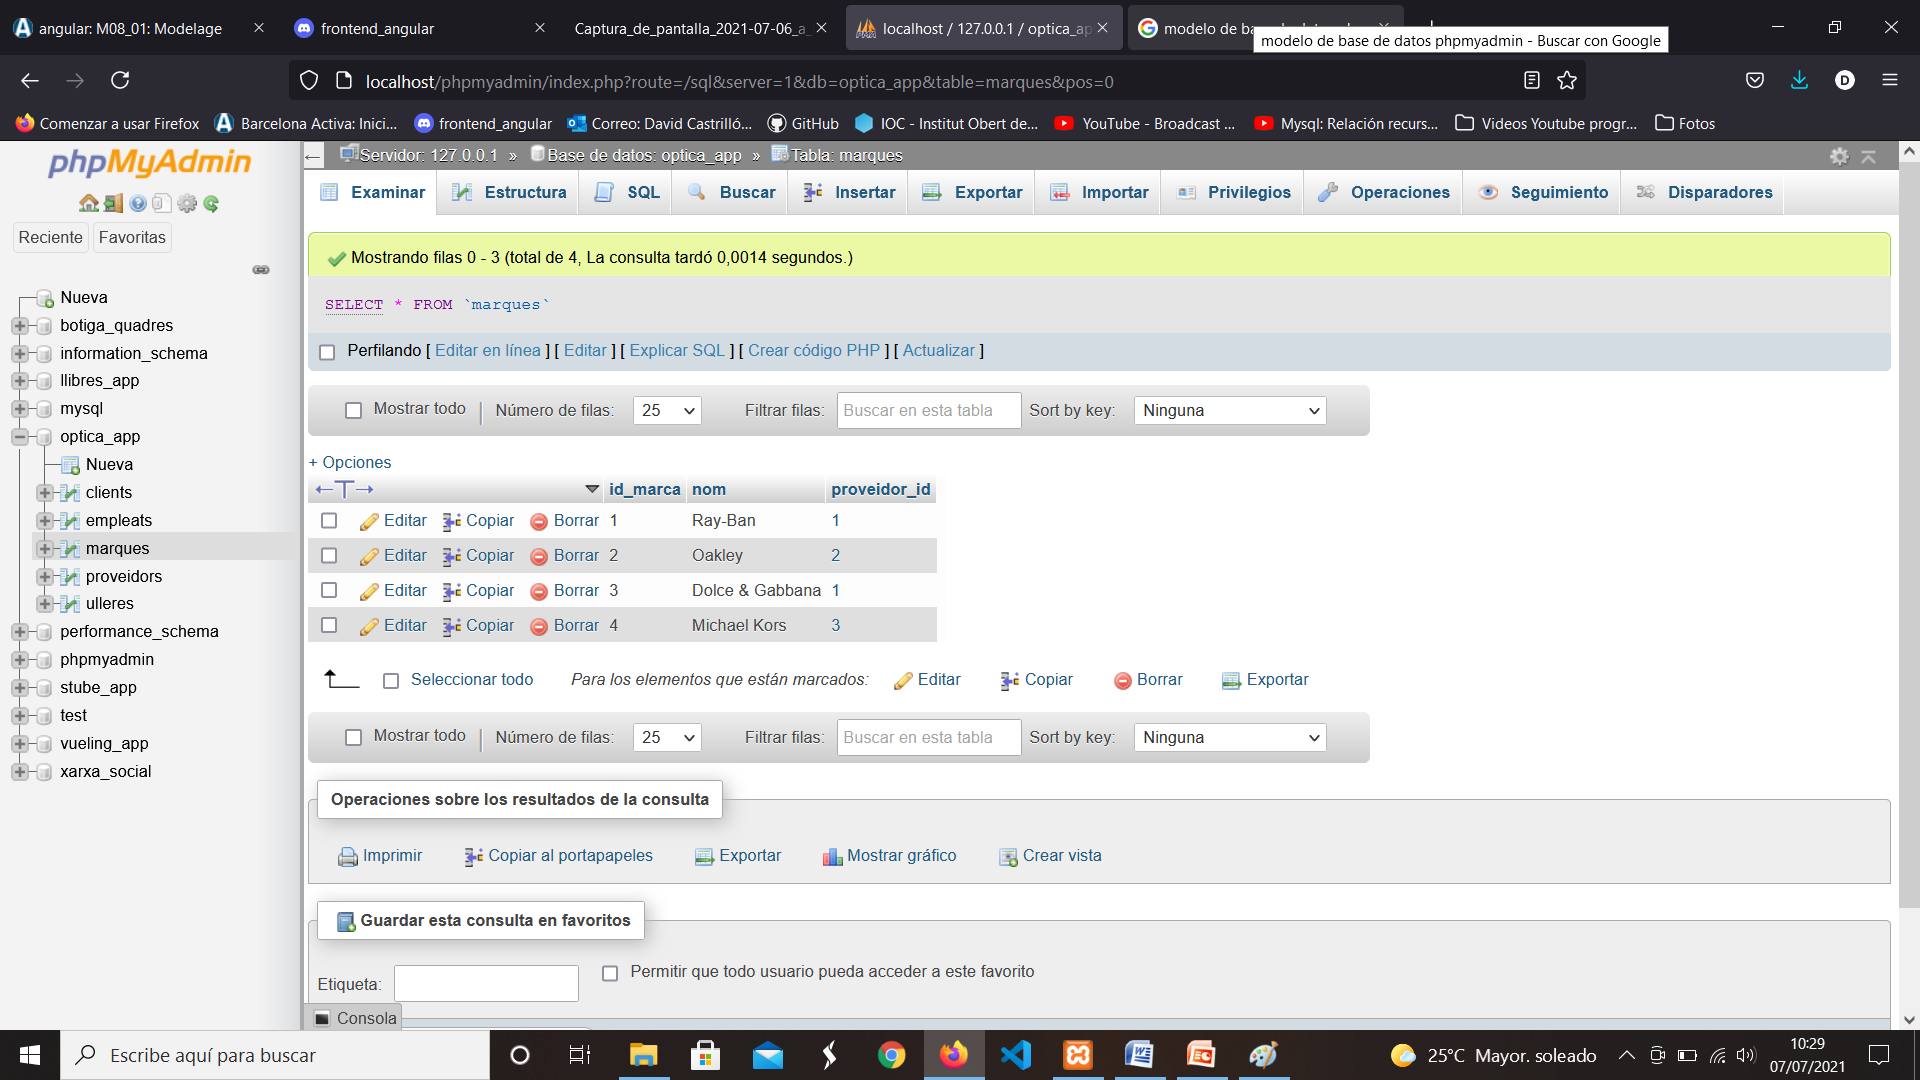 angular: M08_01: Modelage
frontend_angular
Captura_de_pantalla_2021-07-06_a_
localhost / 127.0.0.1 / optica_ap
modelo de ba
modelo de base de datos phpmyadmin - Buscar con Google
localhost/phpmyadmin/index.php?route=/sql&server=1&db=optica_app&table=marques&pos=0
D
Comenzar a usar Firefox
Barcelona Activa: Inici...
frontend_angular
Correo: David Castrilló...
GitHub
IOC - Institut Obert de...
YouTube - Broadcast ...
Mysql: Relación recurs...
Videos Youtube progr...
Fotos
phpMyAdmin
Reciente
Favoritas
Nueva
botiga_quadres
information_schema
llibres_app
mysql
optica_app
Nueva
clients
empleats
marques
proveidors
ulleres
performance_schema
phpmyadmin
stube_app
test
vueling_app
xarxa_social
Servidor: 127.0.0.1 » Base de datos: optica_app » Tabla: marques
Examinar
Estructura
SQL
Buscar
Insertar
Exportar
Importar
Privilegios
Operaciones
Seguimiento
Disparadores
Mostrando filas 0 - 3 (total de 4, La consulta tardó 0,0014 segundos.)
SELECT * FROM `marques`
Perfilando [ Editar en línea ] [ Editar ] [ Explicar SQL ] [ Crear código PHP ] [ Actualizar ]
Mostrar todo | Número de filas: 25 Filtrar filas: Buscar en esta tabla Sort by key: Ninguna
+ Opciones
←T→ id_marca nom proveidor_id
Editar Copiar Borrar 1 Ray-Ban 1
Editar Copiar Borrar 2 Oakley 2
Editar Copiar Borrar 3 Dolce & Gabbana 1
Editar Copiar Borrar 4 Michael Kors 3
Seleccionar todo Para los elementos que están marcados: Editar Copiar Borrar Exportar
Mostrar todo | Número de filas: 25 Filtrar filas: Buscar en esta tabla Sort by key: Ninguna
Operaciones sobre los resultados de la consulta
Imprimir Copiar al portapapeles Exportar Mostrar gráfico Crear vista
Guardar esta consulta en favoritos
Etiqueta: Permitir que todo usuario pueda acceder a este favorito
Consola
Escribe aquí para buscar
25°C Mayor. soleado
10:29
07/07/2021